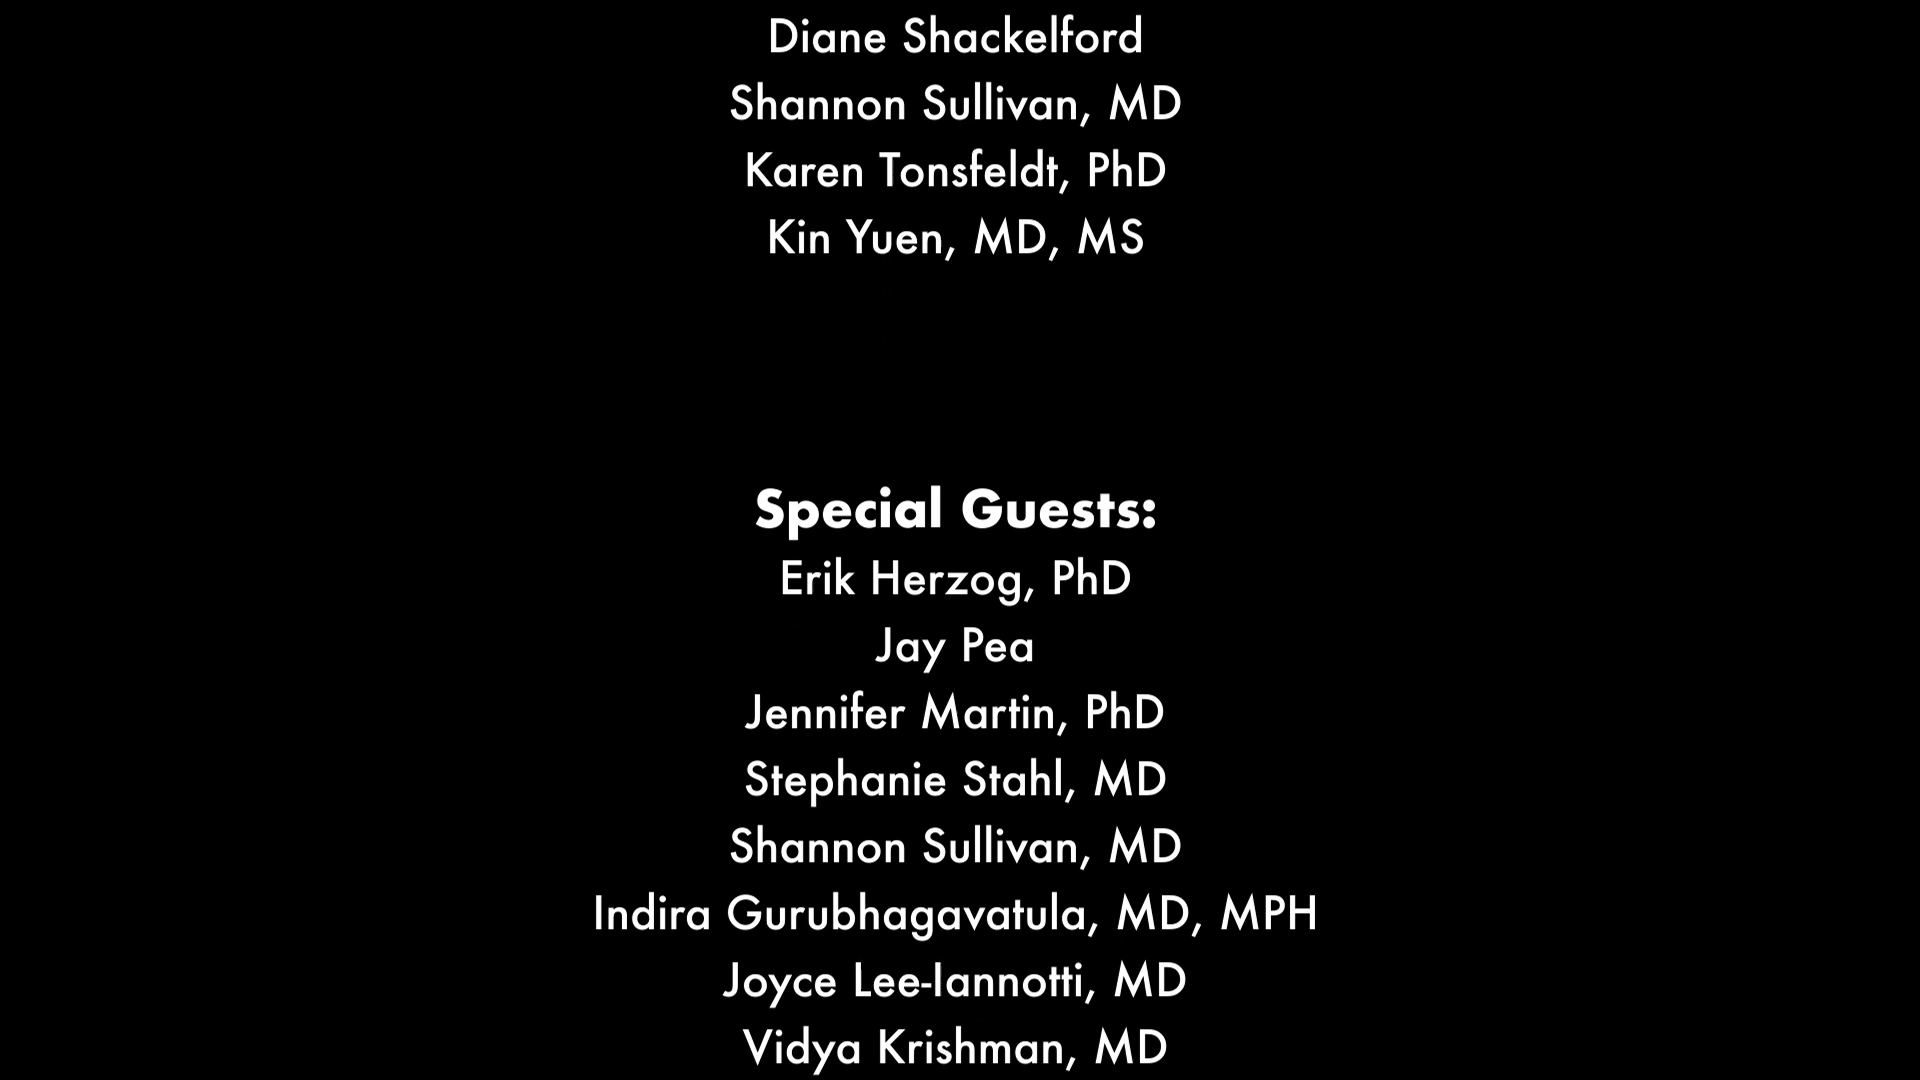 Diane Shackelford
Shannon Sullivan, MD
Karen Tonsfeldt, PhD
Kin Yuen, MD, MS
Special Guests:
Erik Herzog, PhD
Jay Pea
Jennifer Martin, PhD
Stephanie Stahl, MD
Shannon Sullivan, MD
Indira Gurubhagavatula, MD, MPH
Joyce Lee-Iannotti, MD
Vidya Krishman, MD